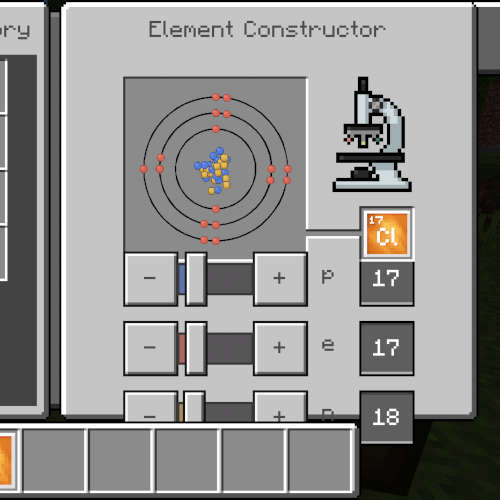 ory
Element Constructor
17
Cl
− + p 17
− + e 17
− + n 18